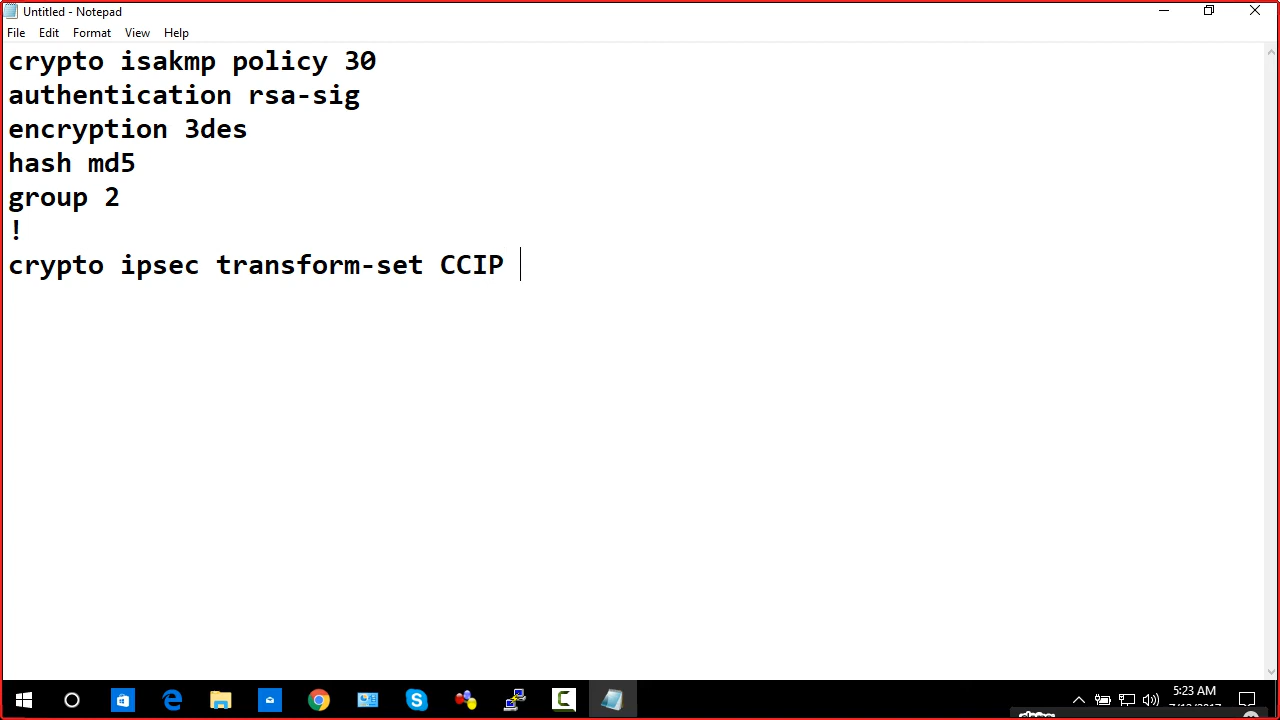 Untitled - Notepad
File Edit Format View Help
crypto isakmp policy 30
authentication rsa-sig
encryption 3des
hash md5
group 2
!
crypto ipsec transform-set CCIP
5:23 AM